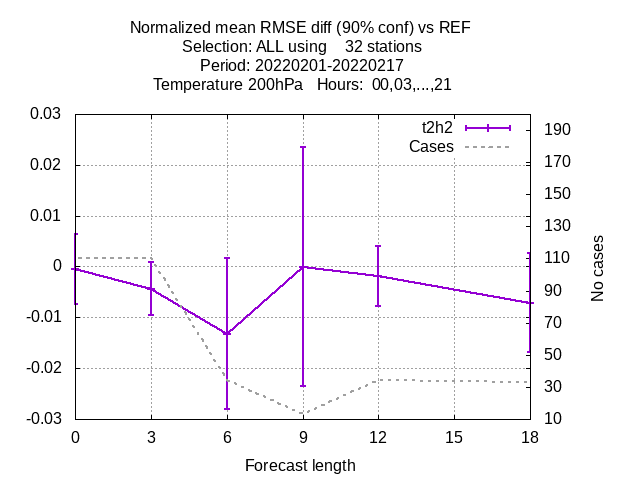 Normalized mean RMSE diff (90% conf) vs REF
Selection: ALL using    32 stations
Period: 20220201-20220217
Temperature 200hPa   Hours:  00,03,...,21
t2h2
Cases
0.03
0.02
0.01
0
-0.01
-0.02
-0.03
190
170
150
130
110
90
70
50
30
10
No cases
0 3 6 9 12 15 18
Forecast length